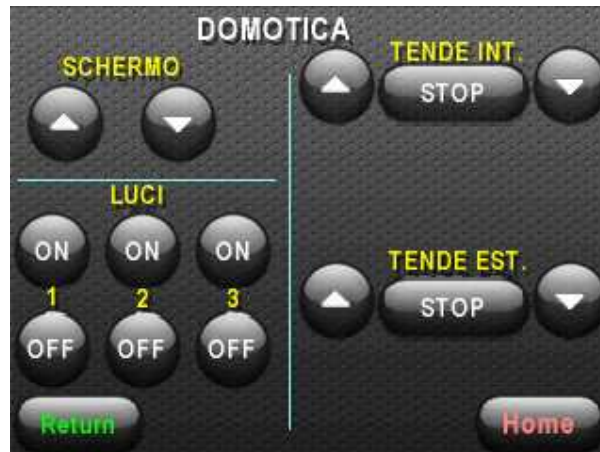 DOMOTICA
SCHERMO
TENDE INT.
STOP
LUCI
ON ON ON
1 2 3
OFF OFF OFF
TENDE EST.
STOP
Return
Home